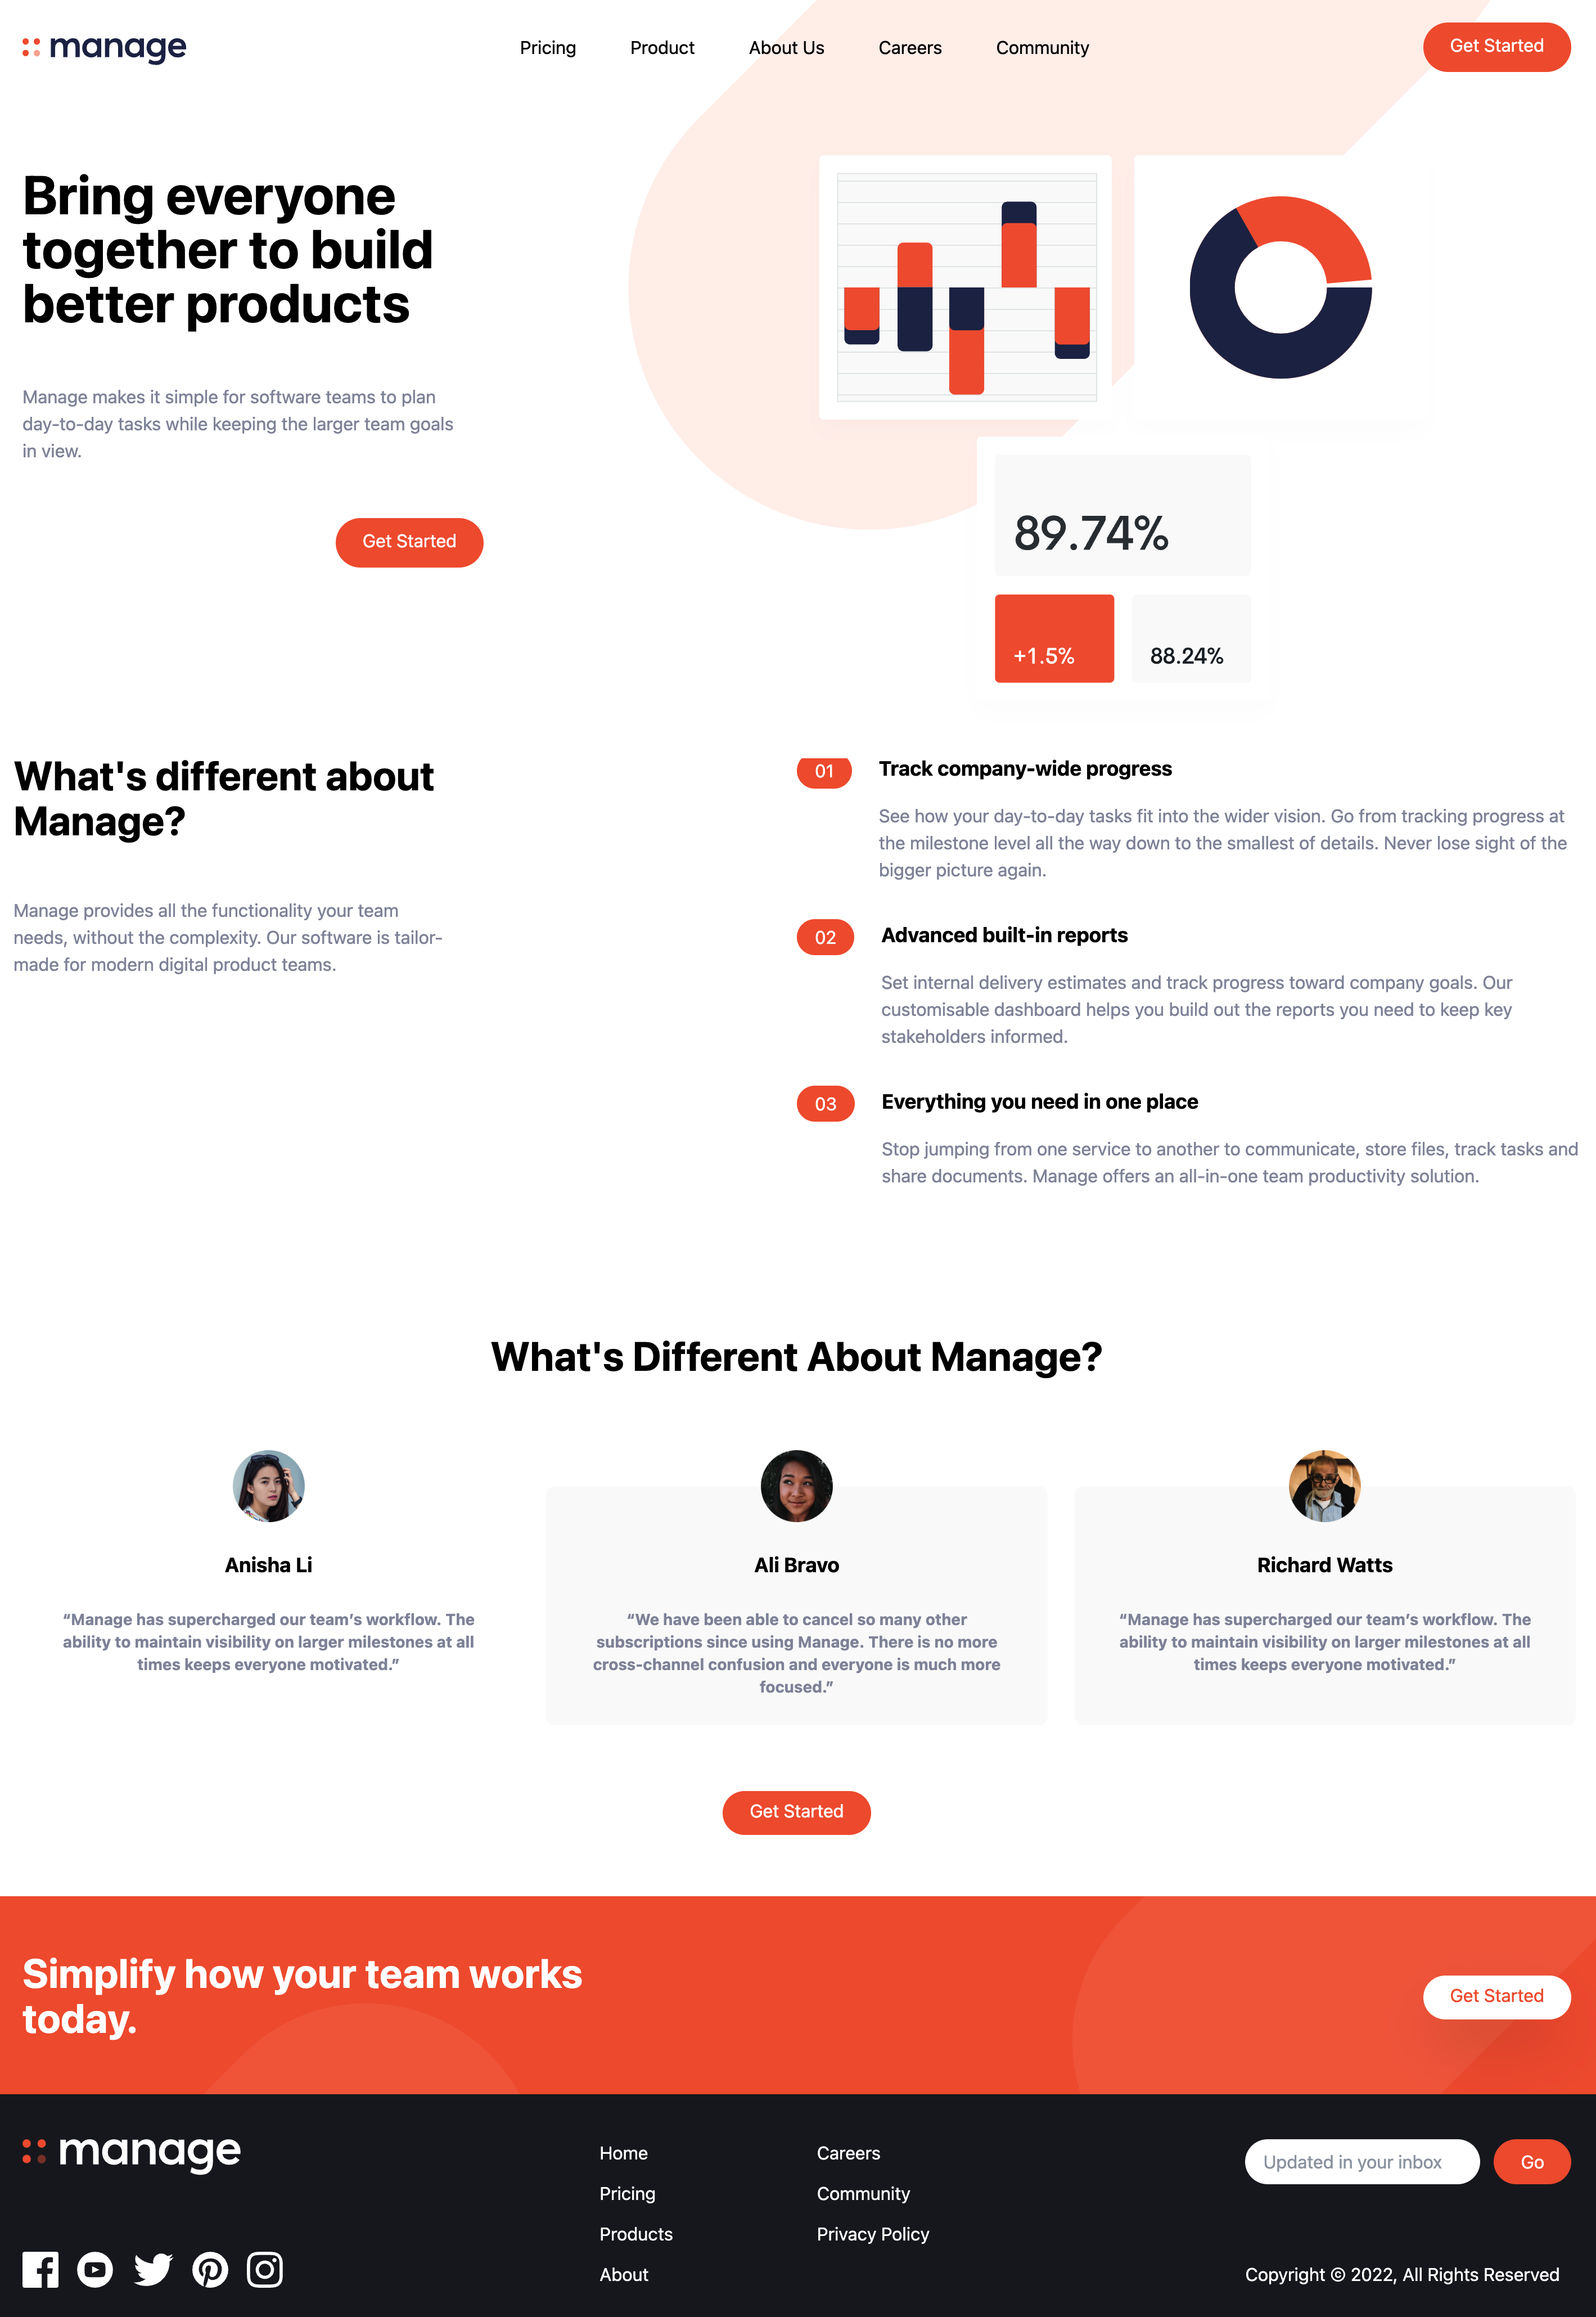 manage
Pricing
Product
About Us
Careers
Community
Get Started
Bring everyone
together to build
better products
Manage makes it simple for software teams to plan
day-to-day tasks while keeping the larger team goals
in view.
Get Started
89.74%
+1.5%
88.24%
What's different about
Manage?
Manage provides all the functionality your team
needs, without the complexity. Our software is tailor-
made for modern digital product teams.
01
Track company-wide progress
See how your day-to-day tasks fit into the wider vision. Go from tracking progress at
the milestone level all the way down to the smallest of details. Never lose sight of the
bigger picture again.
02
Advanced built-in reports
Set internal delivery estimates and track progress toward company goals. Our
customisable dashboard helps you build out the reports you need to keep key
stakeholders informed.
03
Everything you need in one place
Stop jumping from one service to another to communicate, store files, track tasks and
share documents. Manage offers an all-in-one team productivity solution.
What's Different About Manage?
Anisha Li
“Manage has supercharged our team’s workflow. The
ability to maintain visibility on larger milestones at all
times keeps everyone motivated.”
Ali Bravo
“We have been able to cancel so many other
subscriptions since using Manage. There is no more
cross-channel confusion and everyone is much more
focused.”
Richard Watts
“Manage has supercharged our team’s workflow. The
ability to maintain visibility on larger milestones at all
times keeps everyone motivated.”
Get Started
Simplify how your team works
today.
Get Started
manage
Home
Pricing
Products
About
Careers
Community
Privacy Policy
Updated in your inbox
Go
Copyright © 2022, All Rights Reserved